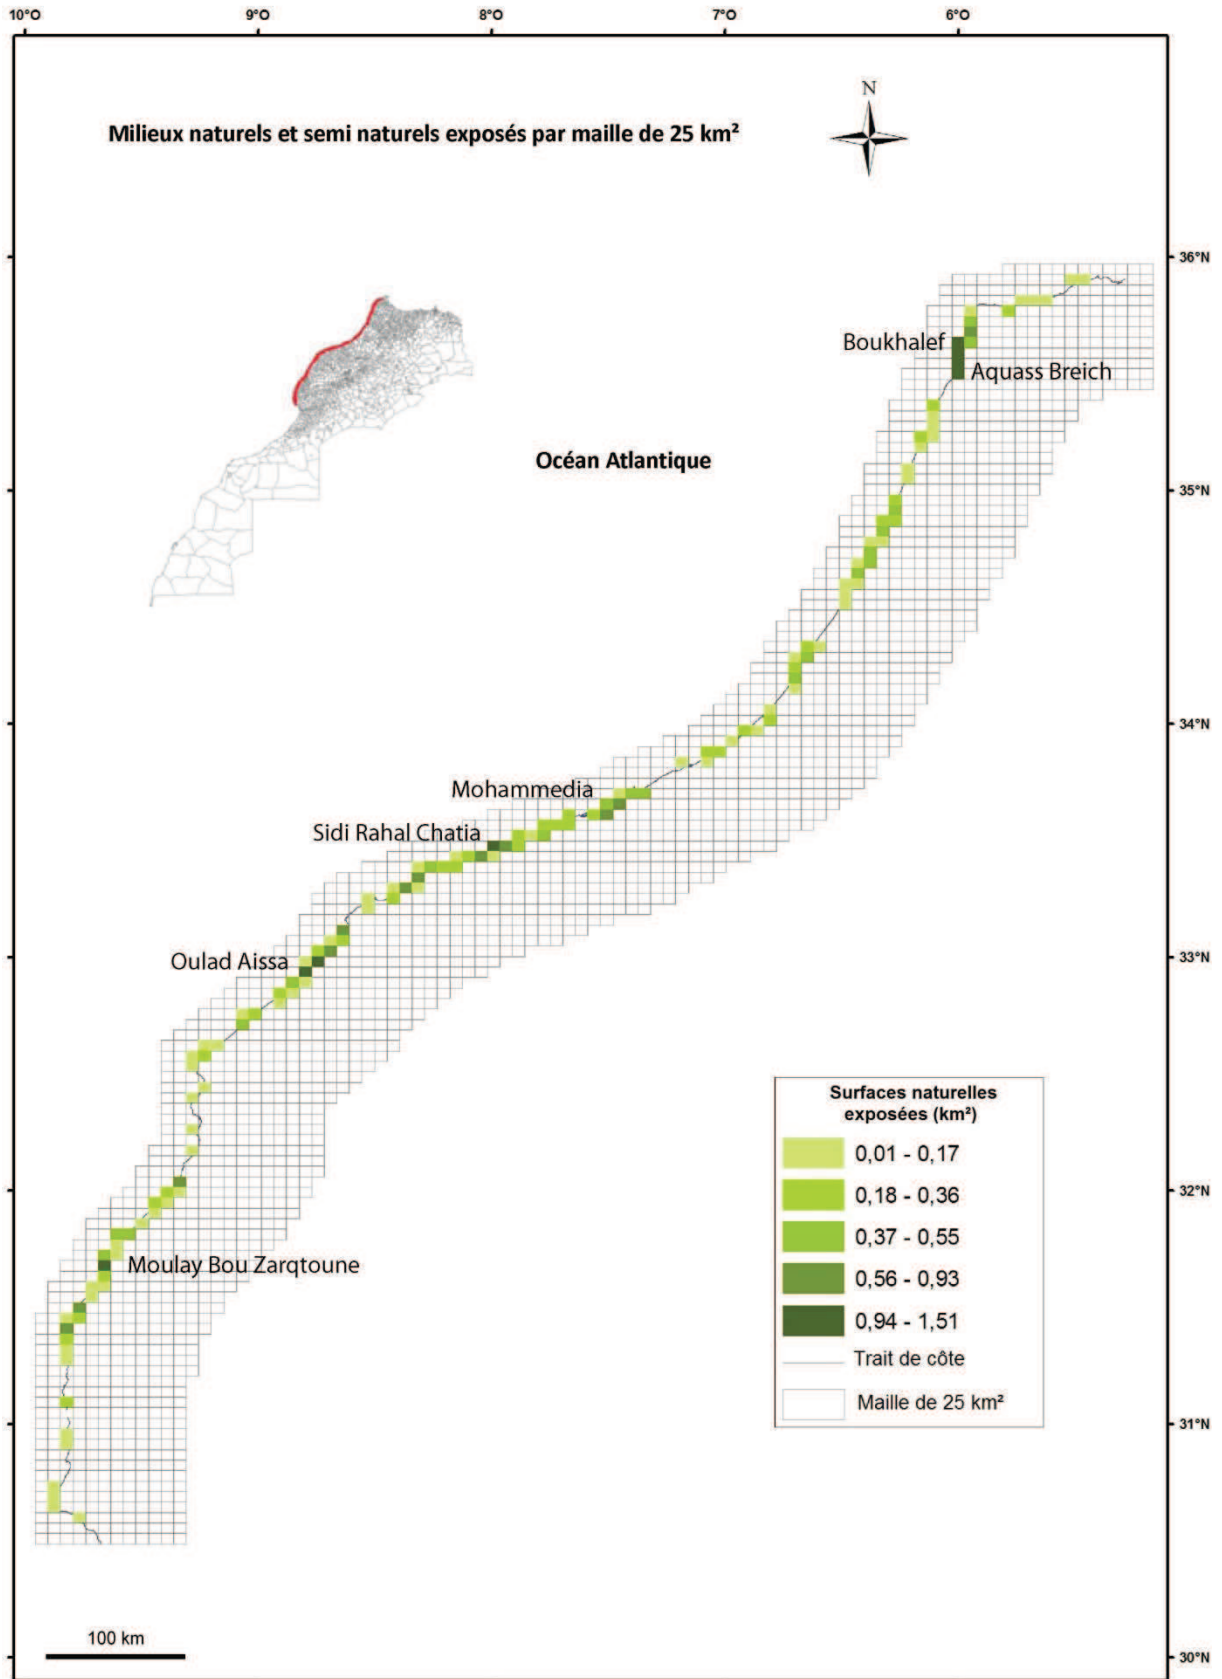 10°O 9°O 8°O 7°O 6°O
N
Milieux naturels et semi naturels exposés par maille de 25 km²
36°N
Boukhalef
Aquass Breich
Océan Atlantique
35°N
34°N
Mohammedia
Sidi Rahal Chatia
Oulad Aissa
33°N
Surfaces naturelles
exposées (km²)
0,01 - 0,17
0,18 - 0,36
32°N
0,37 - 0,55
Moulay Bou Zarqtoune
0,56 - 0,93
0,94 - 1,51
Trait de côte
Maille de 25 km²
31°N
100 km
30°N